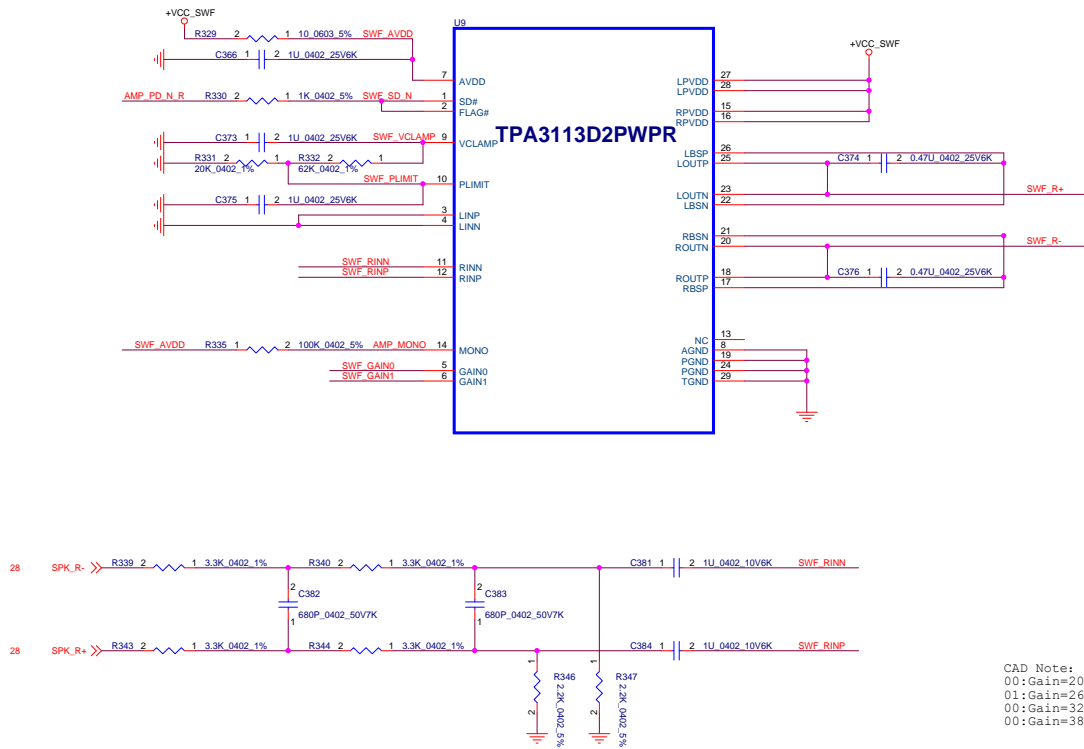 +VCC_SWF
U9
R329 2 1 10_0603_5% SWF_AVDD
+VCC_SWF
C366 1 2 1U_0402_25V6K
7 AVDD
LPVDD 27
LPVDD 28
AMP_PD_N_R R330 2 1 1K_0402_5% SWF_SD_N 1 SD#
2 FLAG#
RPVDD 15
RPVDD 16
TPA3113D2PWPR
C373 1 2 1U_0402_25V6K SWF_VCLAMP 9 VCLAMP
R331 2 1 R332 2 1
20K_0402_1% 62K_0402_1%
LBSP 26
LOUTP 25 C374 1 2 0.47U_0402_25V6K
SWF_PLIMIT 10 PLIMIT
LOUTN 23 SWF_R+
LBSN 22
C375 1 2 1U_0402_25V6K
3 LINP
4 LINN
RBSN 21
ROUTN 20 SWF_R-
SWF_RINN 11 RINN
SWF_RINP 12 RINP
ROUTP 18 C376 1 2 0.47U_0402_25V6K
RBSP 17
NC 13
SWF_AVDD R335 1 2 100K_0402_5% AMP_MONO 14 MONO
AGND 8
PGND 19
PGND 24
TGND 29
SWF_GAIN0 5 GAIN0
SWF_GAIN1 6 GAIN1
28 SPK_R- R339 2 1 3.3K_0402_1% R340 2 1 3.3K_0402_1% C381 1 2 1U_0402_10V6K SWF_RINN
2 C382 1 680P_0402_50V7K
2 C383 1 680P_0402_50V7K
28 SPK_R+ R343 2 1 3.3K_0402_1% R344 2 1 3.3K_0402_1% C384 1 2 1U_0402_10V6K SWF_RINP
1 R346 2 2.2K_0402_5%
1 R347 2 2.2K_0402_5%
CAD Note:
00:Gain=20
01:Gain=26
00:Gain=32
00:Gain=38